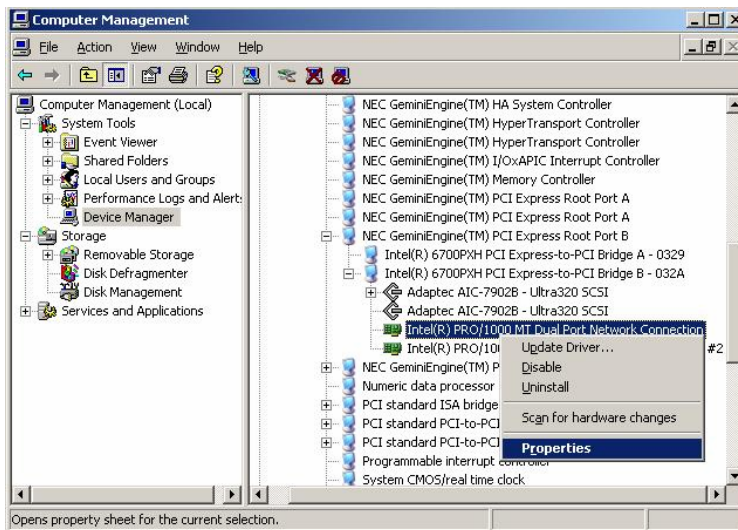 Computer Management
File Action View Window Help
Computer Management (Local)
System Tools
Event Viewer
Shared Folders
Local Users and Groups
Performance Logs and Alert
Device Manager
Storage
Removable Storage
Disk Defragmenter
Disk Management
Services and Applications
NEC GeminiEngine(TM) HA System Controller
NEC GeminiEngine(TM) HyperTransport Controller
NEC GeminiEngine(TM) HyperTransport Controller
NEC GeminiEngine(TM) I/OxAPIC Interrupt Controller
NEC GeminiEngine(TM) Memory Controller
NEC GeminiEngine(TM) PCI Express Root Port A
NEC GeminiEngine(TM) PCI Express Root Port A
NEC GeminiEngine(TM) PCI Express Root Port B
Intel(R) 6700PXH PCI Express-to-PCI Bridge A - 0329
Intel(R) 6700PXH PCI Express-to-PCI Bridge B - 032A
Adaptec AIC-7902B - Ultra320 SCSI
Adaptec AIC-7902B - Ultra320 SCSI
Intel(R) PRO/1000 MT Dual Port Network Connection
Intel(R) PRO/10 #2
NEC GeminiEngine(TM) P
Numeric data processor
PCI standard ISA bridge
PCI standard PCI-to-PCI
PCI standard PCI-to-PCI
Programmable interrupt controller
System CMOS/real time clock
Update Driver...
Disable
Uninstall
Scan for hardware changes
Properties
Opens property sheet for the current selection.